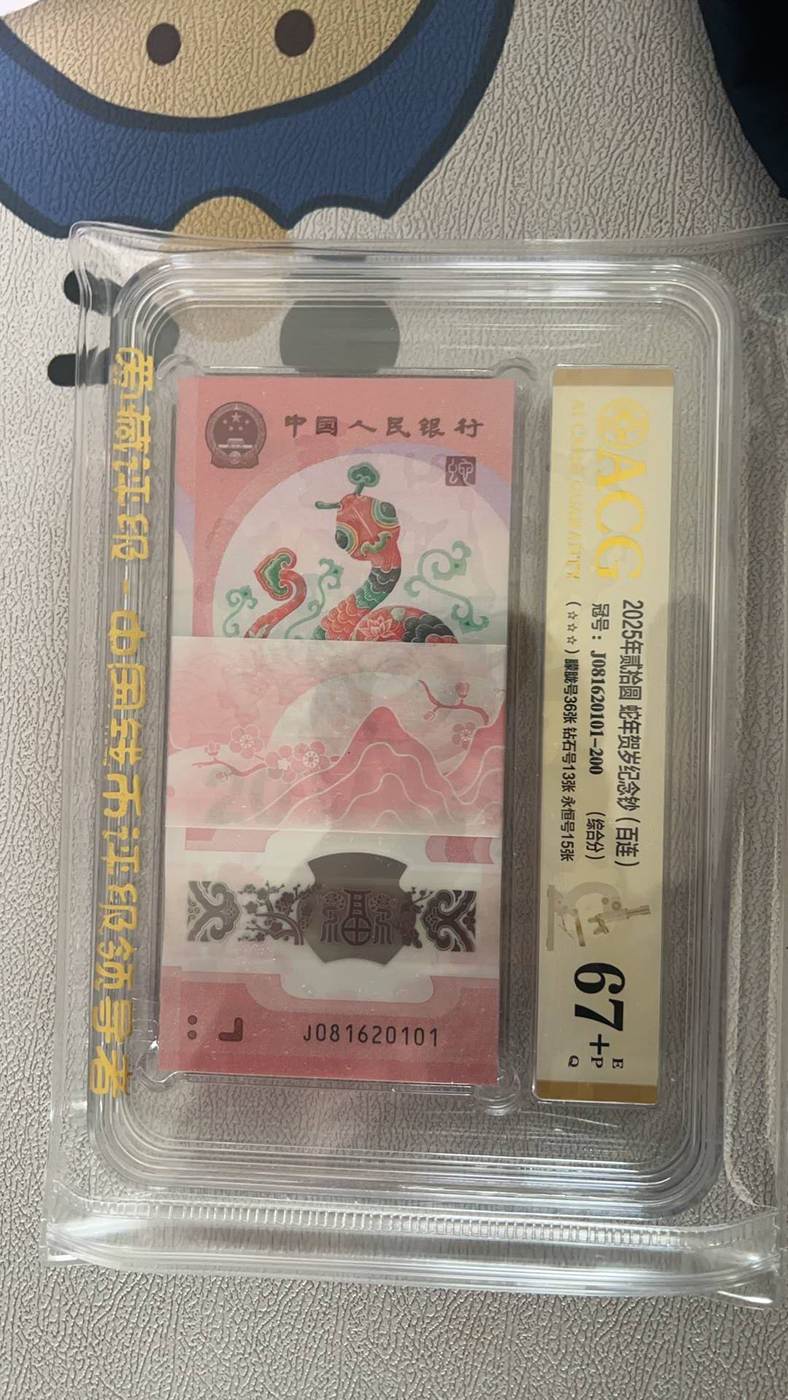 中国人民银行
福
J081620101
ACG
2025年贰拾圆 蛇年贺岁纪念钞（百连）
冠号：J081620101-200 （综合分）
（☆☆☆）朦胧号36张 钻石号13张 永恒号15张
67+
E
P
Q
爱藏评级-中国钱币评级领导者